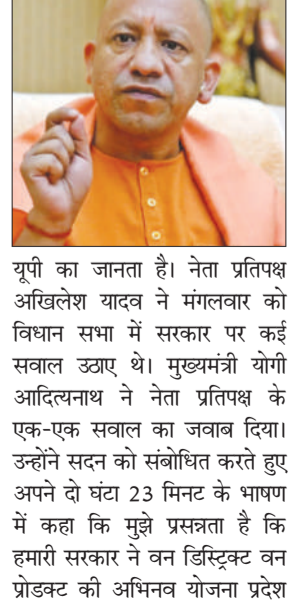 यूपी का जानता है। नेता प्रतिपक्ष
अखिलेश यादव ने मंगलवार को
विधान सभा में सरकार पर कई
सवाल उठाए थे। मुख्यमंत्री योगी
आदित्यनाथ ने नेता प्रतिपक्ष के
एक-एक सवाल का जवाब दिया।
उन्होंने सदन को संबोधित करते हुए
अपने दो घंटा 23 मिनट के भाषण
में कहा कि मुझे प्रसन्नता है कि
हमारी सरकार ने वन डिस्ट्रिक्ट वन
प्रोडक्ट की अभिनव योजना प्रदेश